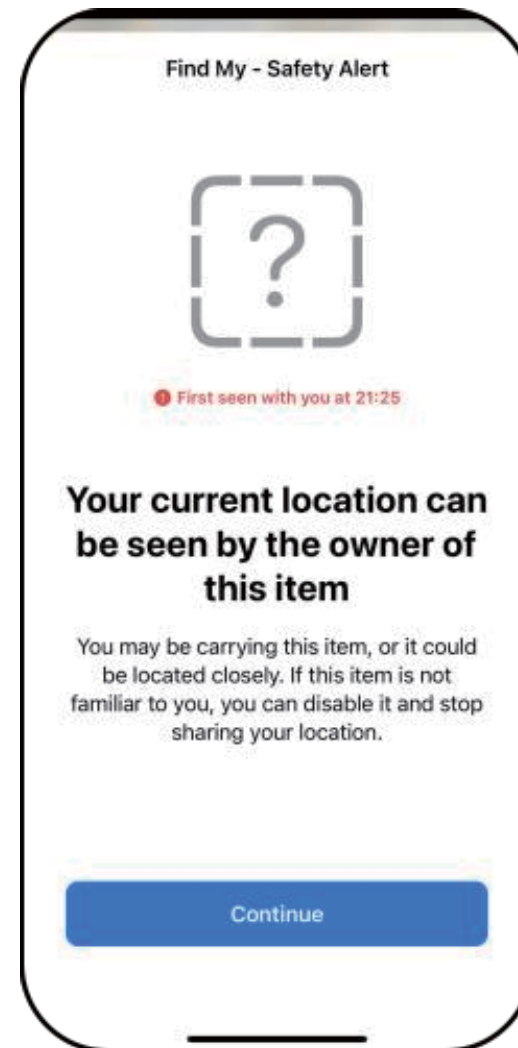 Find My - Safety Alert
?
! First seen with you at 21:25
Your current location can
be seen by the owner of
this item
You may be carrying this item, or it could
be located closely. If this item is not
familiar to you, you can disable it and stop
sharing your location.
Continue